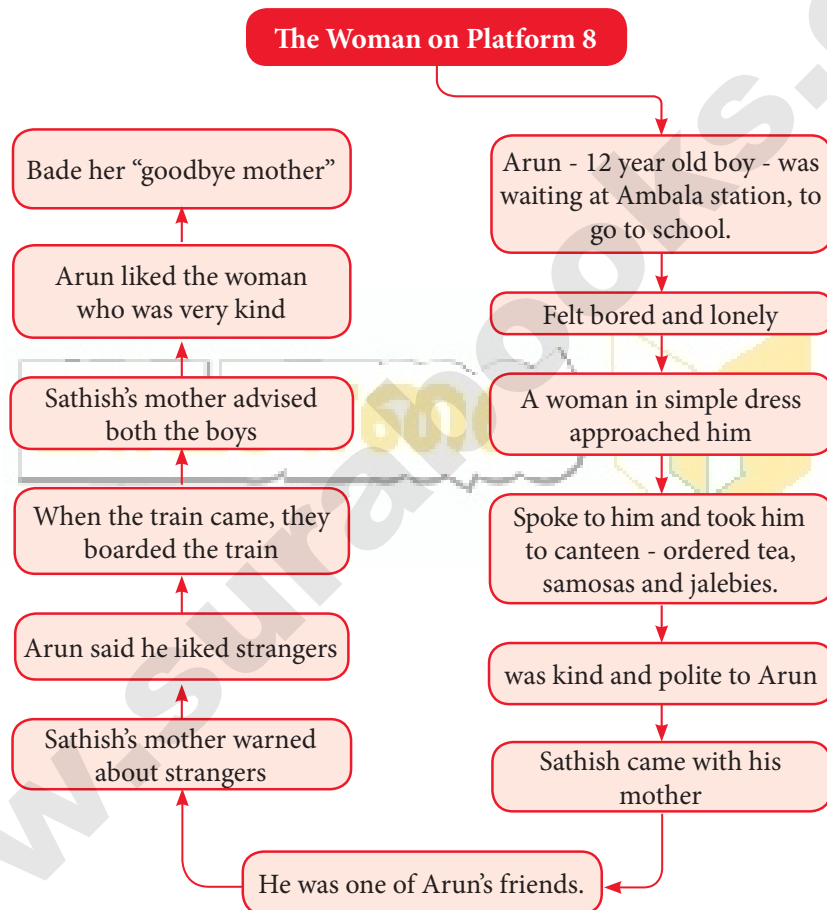 The Woman on Platform 8
Arun - 12 year old boy - was
waiting at Ambala station, to
go to school.
Felt bored and lonely
A woman in simple dress
approached him
Spoke to him and took him
to canteen - ordered tea,
samosas and jalebies.
was kind and polite to Arun
Sathish came with his
mother
He was one of Arun's friends.
Sathish's mother warned
about strangers
Arun said he liked strangers
When the train came, they
boarded the train
Sathish's mother advised
both the boys
Arun liked the woman
who was very kind
Bade her “goodbye mother”